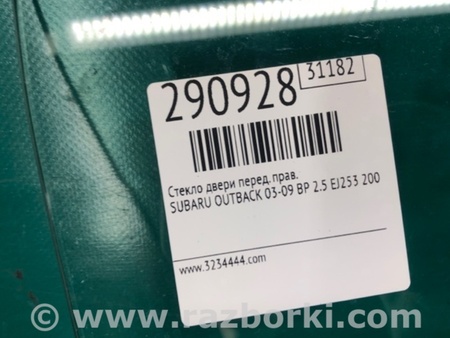 290928
31182
Стекло двери перед. прав.
SUBARU OUTBACK 03-09 BP 2.5 EJ253 200
www.3234444.com
www.razborki.com